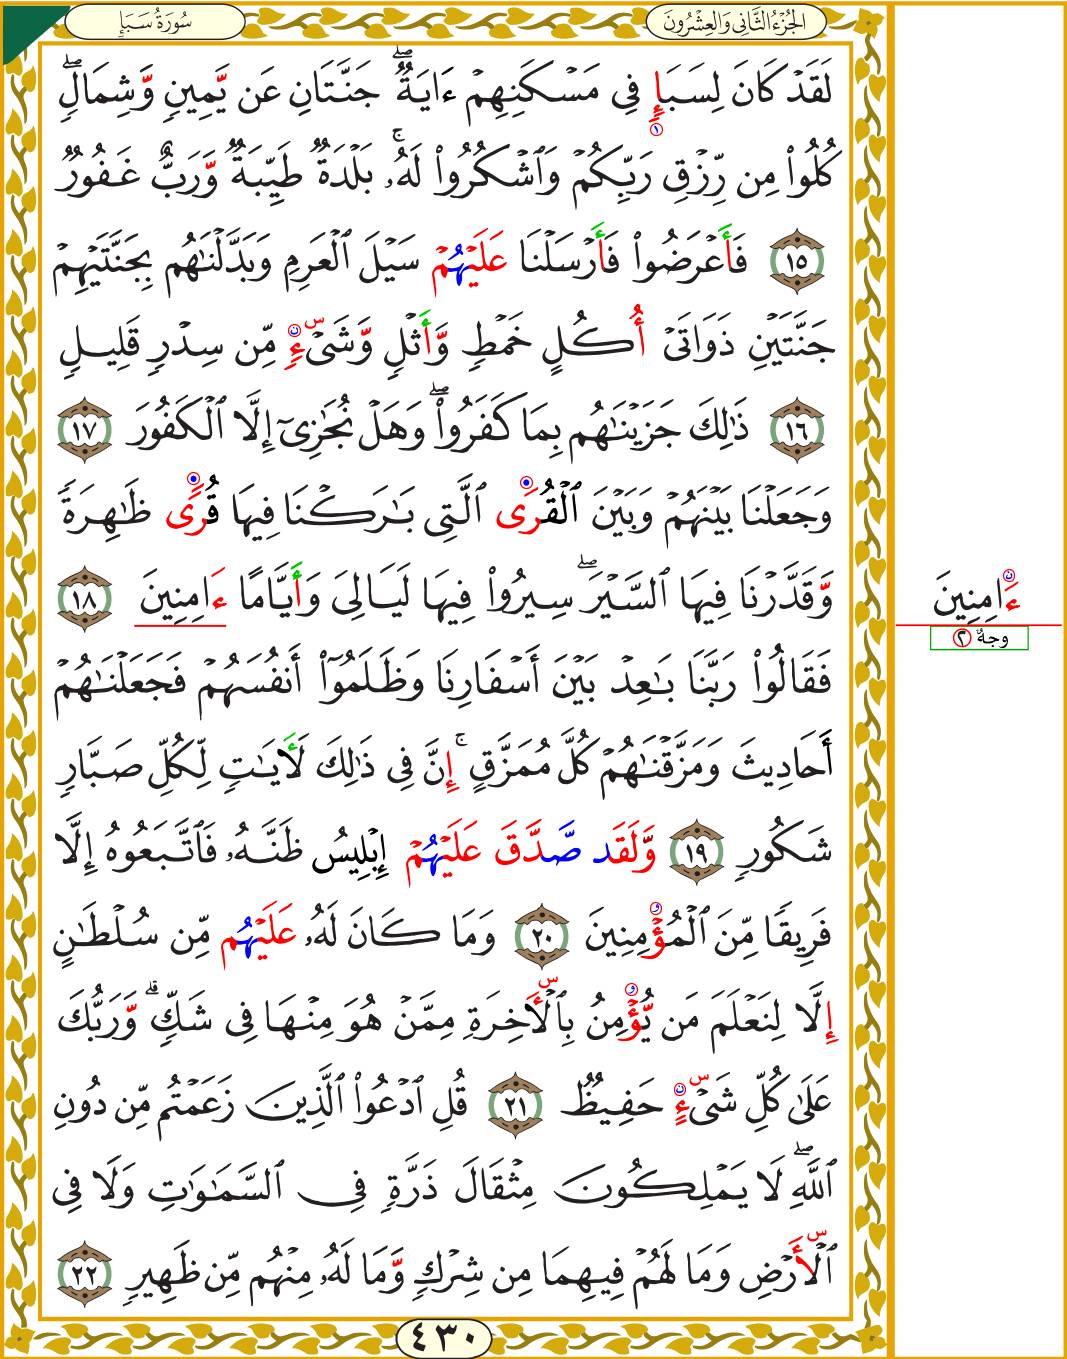 سُورَةُ سَبَإٍ
الجُزْءُ الثَّانِي وَالعِشْرُونَ
لَقَدۡ كَانَ لِسَبَإٖ فِي مَسۡكَنِهِمۡ ءَايَةٞۖ جَنَّتَانِ عَن يَمِينٖ وَّشِمَالٖۖ
كُلُواْ مِن رِّزۡقِ رَبِّكُمۡ وَٱشۡكُرُواْ لَهُۥۚ بَلۡدَةٞ طَيِّبَةٞ وَّرَبٌّ غَفُورٞ
١٥ فَأَعۡرَضُواْ فَأَرۡسَلۡنَا عَلَيۡهُمۡ سَيۡلَ ٱلۡعَرِمِ وَبَدَّلۡنَٰهُم بِجَنَّتَيۡهِمۡ
جَنَّتَيۡنِ ذَوَاتَيۡ أُكُلٍ خَمۡطٖ وَّأَثۡلٖ وَّشَيۡءٖ مِّن سِدۡرٖ قَلِيلٖ
١٦ ذَٰلِكَ جَزَيۡنَٰهُم بِمَا كَفَرُواْۖ وَهَلۡ نُجَٰزِيٓ إِلَّا ٱلۡكَفُورَ ١٧
وَجَعَلۡنَا بَيۡنَهُمۡ وَبَيۡنَ ٱلۡقُرَى ٱلَّتِي بَٰرَكۡنَا فِيهَا قُرٗى ظَٰهِرَةٗ
وَّقَدَّرۡنَا فِيهَا ٱلسَّيۡرَۖ سِيرُواْ فِيهَا لَيَالِيَ وَأَيَّامًا ءَامِنِينَ ١٨
ءَامِنِينَ
وجهٌ ٢
فَقَالُواْ رَبَّنَا بَٰعِدۡ بَيۡنَ أَسۡفَارِنَا وَظَلَمُوٓاْ أَنفُسَهُمۡ فَجَعَلۡنَٰهُمۡ
أَحَادِيثَ وَمَزَّقۡنَٰهُمۡ كُلَّ مُمَزَّقٍۚ إِنَّ فِي ذَٰلِكَ لَأٓيَٰتٖ لِّكُلِّ صَبَّارٖ
شَكُورٖ ١٩ وَّلَقَد صَّدَّقَ عَلَيۡهُمۡ إِبۡلِيسُ ظَنَّهُۥ فَٱتَّبَعُوهُ إِلَّا
فَرِيقٗا مِّنَ ٱلۡمُؤۡمِنِينَ ٢٠ وَمَا كَانَ لَهُۥ عَلَيۡهُم مِّن سُلۡطَٰنٍ
إِلَّا لِنَعۡلَمَ مَن يُؤۡمِنُ بِٱلۡأٓخِرَةِ مِمَّنۡ هُوَ مِنۡهَا فِي شَكّٖۗ وَّرَبُّكَ
عَلَىٰ كُلِّ شَيۡءٍ حَفِيظٞ ٢١ قُلِ ٱدۡعُواْ ٱلَّذِينَ زَعَمۡتُم مِّن دُونِ
ٱللَّهِۖ لَا يَمۡلِكُونَ مِثۡقَالَ ذَرَّةٖ فِي ٱلسَّمَٰوَٰتِ وَلَا فِي
ٱلۡأَرۡضِ وَمَا لَهُمۡ فِيهِمَا مِن شِرۡكٖ وَّمَا لَهُۥ مِنۡهُم مِّن ظَهِيرٖ ٢٢
٤٣٠